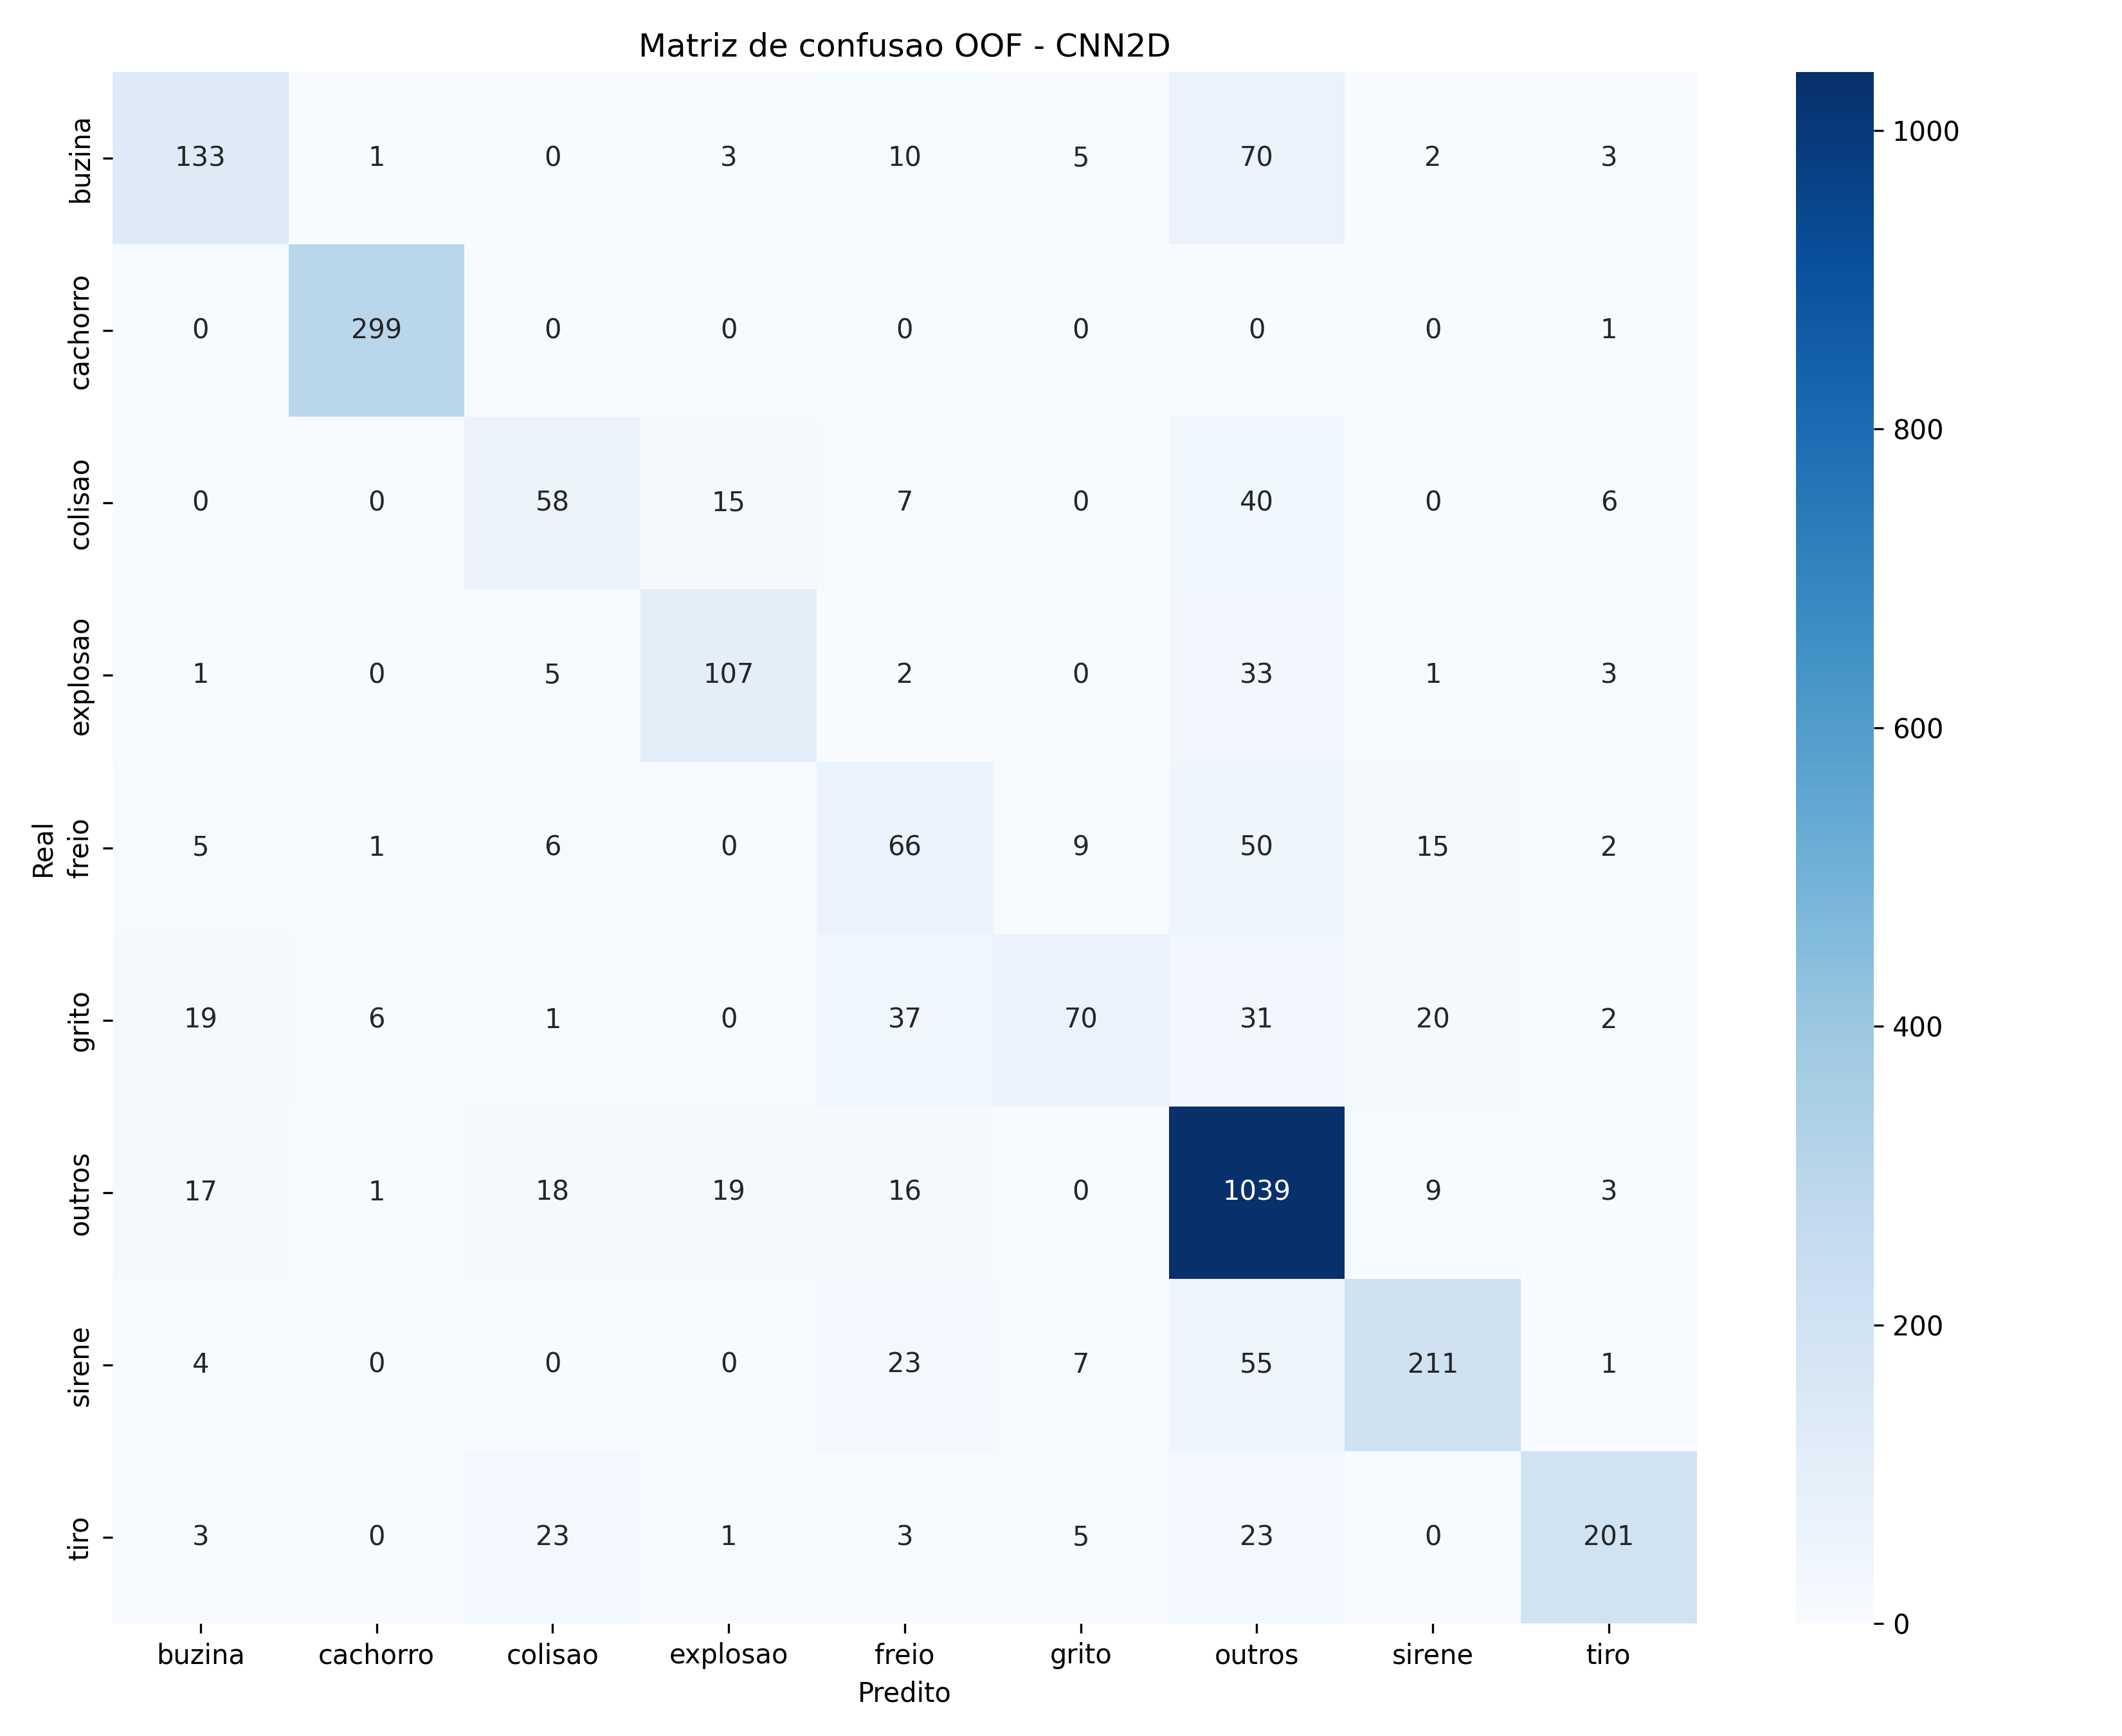 Matriz de confusao OOF - CNN2D
buzina 133 1 0 3 10 5 70 2 3
cachorro 0 299 0 0 0 0 0 0 1
colisao 0 0 58 15 7 0 40 0 6
explosao 1 0 5 107 2 0 33 1 3
Real
freio 5 1 6 0 66 9 50 15 2
grito 19 6 1 0 37 70 31 20 2
outros 17 1 18 19 16 0 1039 9 3
sirene 4 0 0 0 23 7 55 211 1
tiro 3 0 23 1 3 5 23 0 201
buzina cachorro colisao explosao freio grito outros sirene tiro
Predito
1000
800
600
400
200
0